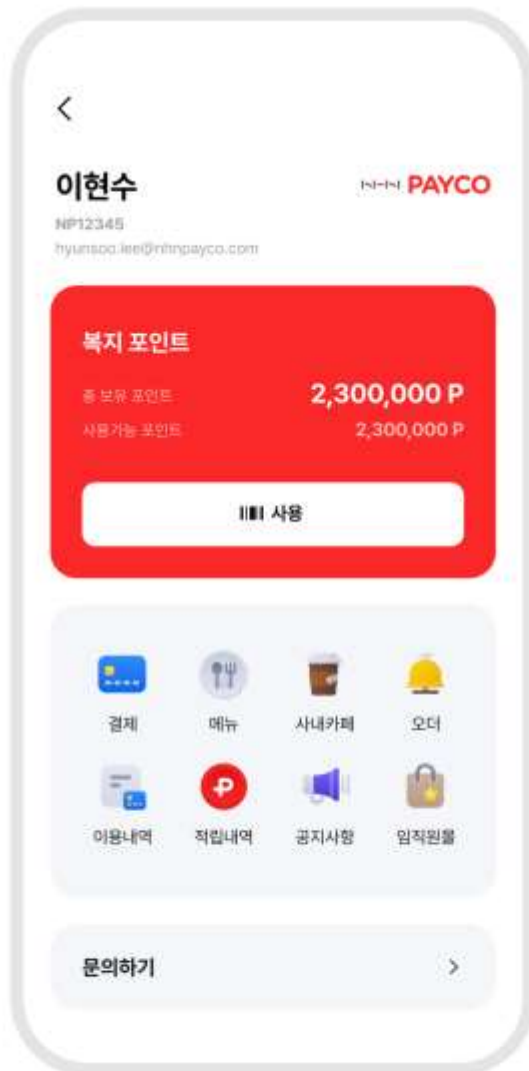 이현수
NHN PAYCO
NP12345
hyunsoo.lee@nhnpayco.com
복지 포인트
총 보유 포인트
2,300,000 P
사용가능 포인트
2,300,000 P
사용
결제
메뉴
사내카페
오더
이용내역
적립내역
공지사항
임직원몰
문의하기